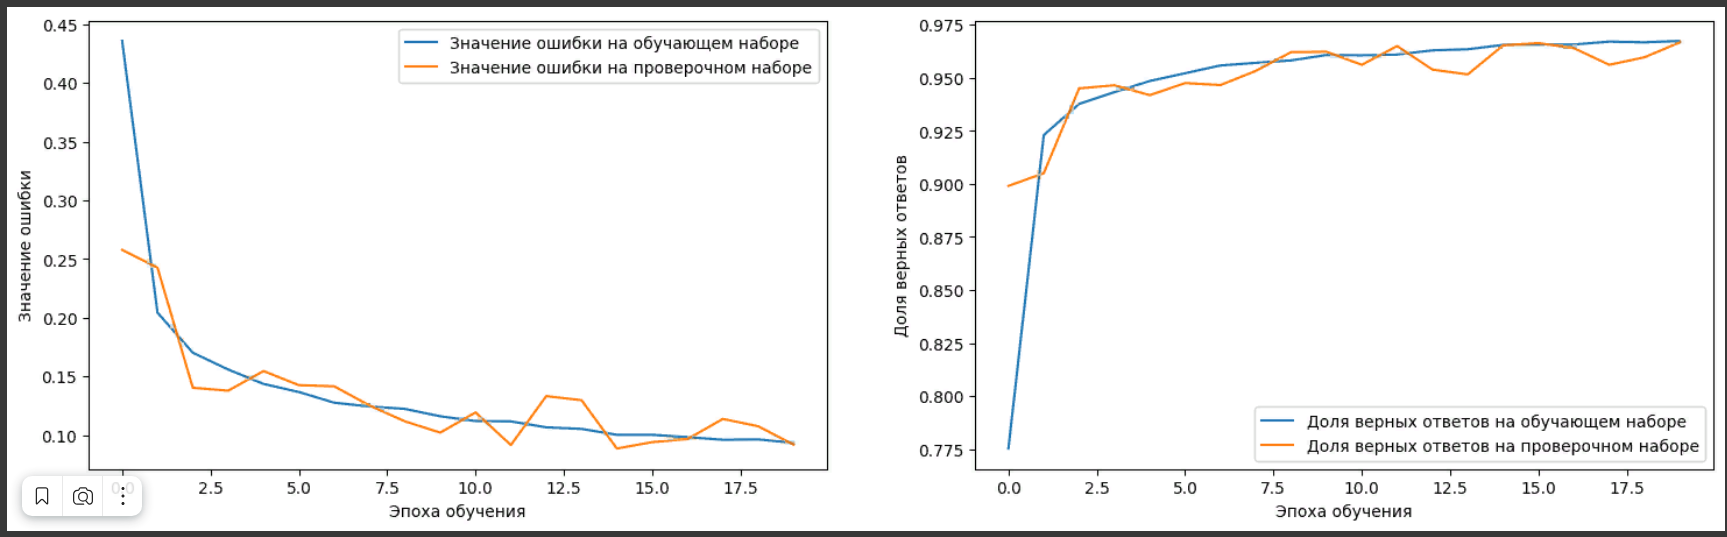 0.45
0.40
0.35
0.30
0.25
0.20
0.15
0.10
Значение ошибки
Значение ошибки на обучающем наборе
Значение ошибки на проверочном наборе
0.0 2.5 5.0 7.5 10.0 12.5 15.0 17.5
Эпоха обучения
0.975
0.950
0.925
0.900
0.875
0.850
0.825
0.800
0.775
Доля верных ответов
Доля верных ответов на обучающем наборе
Доля верных ответов на проверочном наборе
0.0 2.5 5.0 7.5 10.0 12.5 15.0 17.5
Эпоха обучения